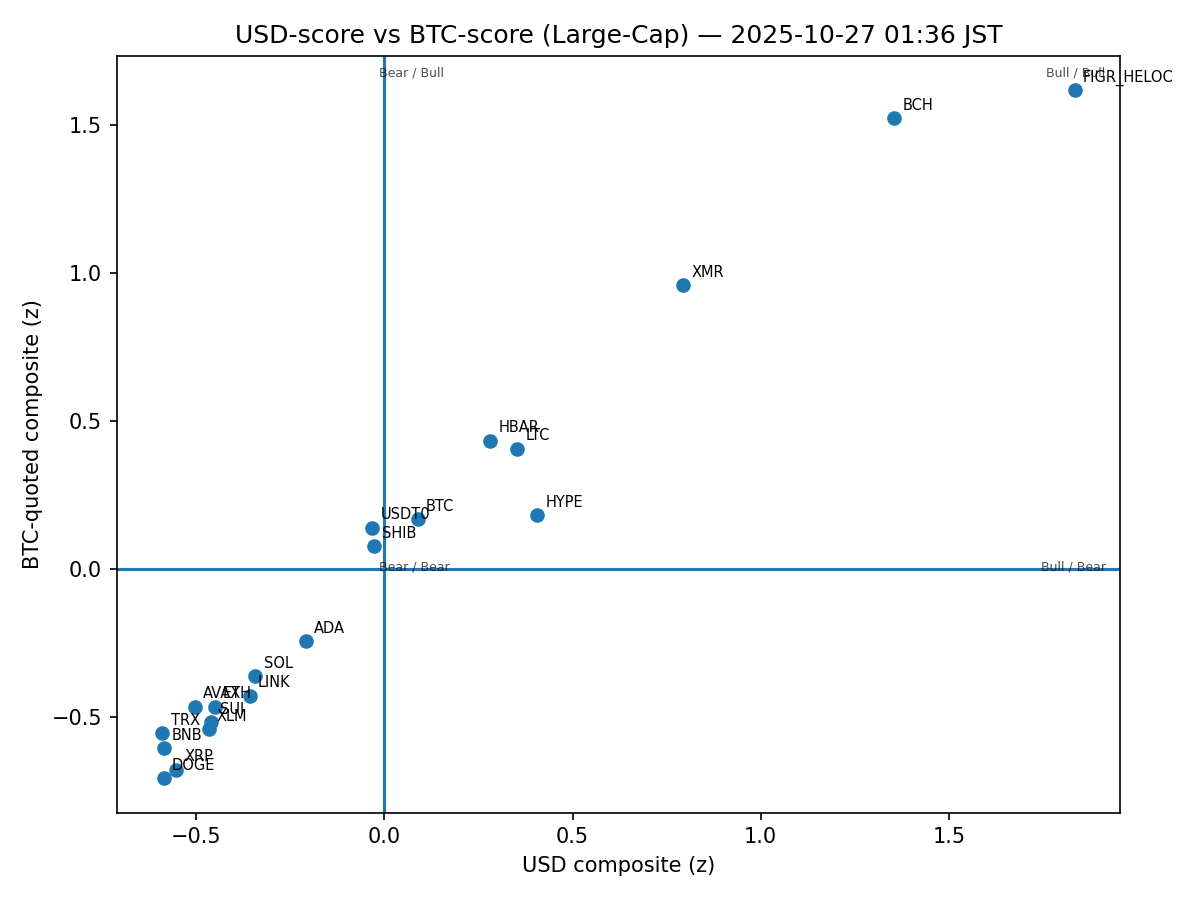 USD-score vs BTC-score (Large-Cap) — 2025-10-27 01:36 JST
Bear / Bull
Bull / Bull
FIGR_HELOC
BCH
1.5
XMR
1.0
HBAR
LTC
0.5
HYPE
BTC
USDT0
SHIB
Bear / Bear
Bull / Bear
0.0
ADA
SOL
LINK
AVAX
ETH
SUI
XLM
−0.5
TRX
BNB
XRP
DOGE
−0.5
0.0
0.5
1.0
1.5
USD composite (z)
BTC-quoted composite (z)